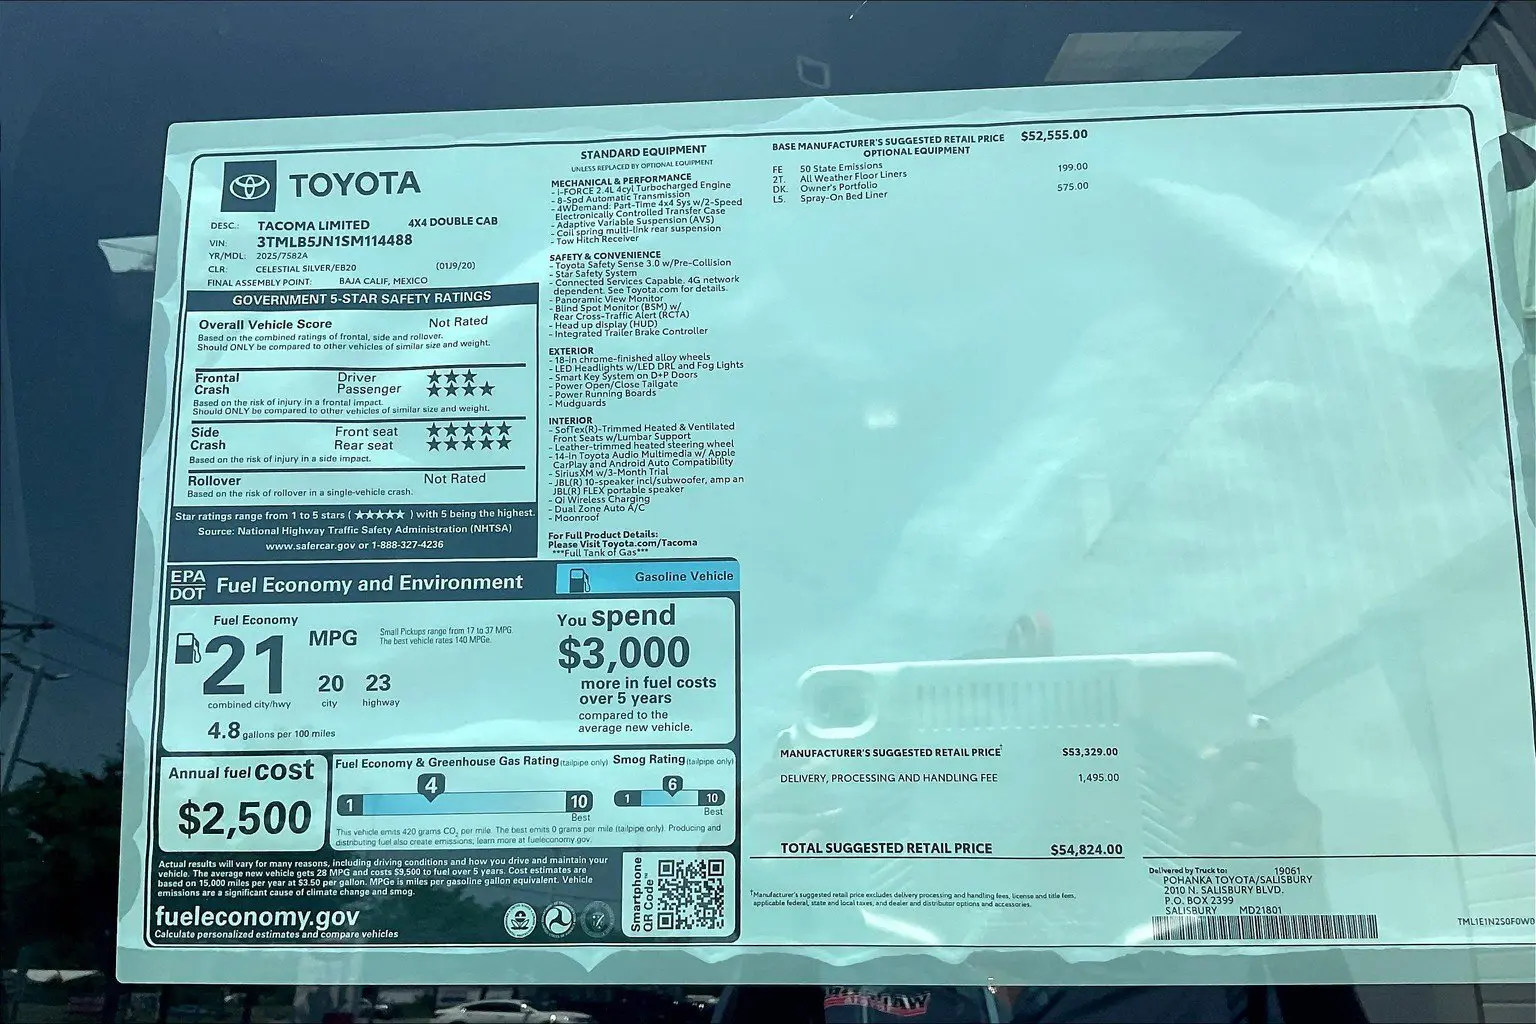 TOYOTA
DESC.: TACOMA LIMITED 4X4 DOUBLE CAB
VIN: 3TMLB5JN1SM114488
YR/MDL: 2025/7582A
CLR: CELESTIAL SILVER/EB20 (01J9/20)
FINAL ASSEMBLY POINT: BAJA CALIF, MEXICO
GOVERNMENT 5-STAR SAFETY RATINGS
Overall Vehicle Score Not Rated
Based on the combined ratings of frontal, side and rollover.
Should ONLY be compared to other vehicles of similar size and weight.
Frontal Driver ★★★
Crash Passenger ★★★★
Based on the risk of injury in a frontal impact.
Should ONLY be compared to other vehicles of similar size and weight.
Side Front seat ★★★★★
Crash Rear seat ★★★★★
Based on the risk of injury in a side impact.
Rollover Not Rated
Based on the risk of rollover in a single-vehicle crash.
Star ratings range from 1 to 5 stars (★★★★★) with 5 being the highest.
Source: National Highway Traffic Safety Administration (NHTSA)
www.safercar.gov or 1-888-327-4236
STANDARD EQUIPMENT
UNLESS REPLACED BY OPTIONAL EQUIPMENT
MECHANICAL & PERFORMANCE
- i-FORCE 2.4L 4cyl Turbocharged Engine
- 8-Spd Automatic Transmission
- 4WDemand: Part-Time 4x4 Sys w/2-Speed
Electronically Controlled Transfer Case
- Adaptive Variable Suspension (AVS)
- Coil spring multi-link rear suspension
- Tow Hitch Receiver
SAFETY & CONVENIENCE
- Toyota Safety Sense 3.0 w/Pre-Collision
- Star Safety System
- Connected Services Capable. 4G network
dependent. See Toyota.com for details.
- Panoramic View Monitor
- Blind Spot Monitor (BSM) w/
Rear Cross-Traffic Alert (RCTA)
- Head up display (HUD)
- Integrated Trailer Brake Controller
EXTERIOR
- 18-in chrome-finished alloy wheels
- LED Headlights w/LED DRL and Fog Lights
- Smart Key System on D+P Doors
- Power Open/Close Tailgate
- Power Running Boards
- Mudguards
INTERIOR
- SofTex(R)-Trimmed Heated & Ventilated
Front Seats w/Lumbar Support
- Leather-trimmed heated steering wheel
- 14-in Toyota Audio Multimedia w/ Apple
CarPlay and Android Auto Compatibility
- SiriusXM w/3-Month Trial
- JBL(R) 10-speaker incl/subwoofer, amp an
JBL(R) FLEX portable speaker
- Qi Wireless Charging
- Dual Zone Auto A/C
- Moonroof
For Full Product Details:
Please Visit Toyota.com/Tacoma
***Full Tank of Gas***
BASE MANUFACTURER'S SUGGESTED RETAIL PRICE $52,555.00
OPTIONAL EQUIPMENT
FE 50 State Emissions
2T. All Weather Floor Liners 199.00
DK. Owner's Portfolio
L5. Spray-On Bed Liner 575.00
EPA
DOT
Fuel Economy and Environment
Gasoline Vehicle
Fuel Economy
21 MPG
Small Pickups range from 17 to 37 MPG.
The best vehicle rates 140 MPGe.
20 23
combined city/hwy city highway
4.8 gallons per 100 miles
You spend
$3,000
more in fuel costs
over 5 years
compared to the
average new vehicle.
Annual fuel cost
$2,500
Fuel Economy & Greenhouse Gas Rating (tailpipe only)
4
1 10
Best
Smog Rating (tailpipe only)
6
1 10
Best
This vehicle emits 420 grams CO2 per mile. The best emits 0 grams per mile (tailpipe only). Producing and
distributing fuel also create emissions; learn more at fueleconomy.gov.
Actual results will vary for many reasons, including driving conditions and how you drive and maintain your
vehicle. The average new vehicle gets 28 MPG and costs $9,500 to fuel over 5 years. Cost estimates are
based on 15,000 miles per year at $3.50 per gallon. MPGe is miles per gasoline gallon equivalent. Vehicle
emissions are a significant cause of climate change and smog.
fueleconomy.gov
Calculate personalized estimates and compare vehicles
Smartphone
QR Code™
MANUFACTURER'S SUGGESTED RETAIL PRICE† $53,329.00
DELIVERY, PROCESSING AND HANDLING FEE 1,495.00
TOTAL SUGGESTED RETAIL PRICE $54,824.00
†Manufacturer's suggested retail price excludes delivery processing and handling fees, license and title fees,
applicable federal, state and local taxes, and dealer and distributor options and accessories.
Delivered by Truck to: 19061
POHANKA TOYOTA/SALISBURY
2010 N. SALISBURY BLVD.
P.O. BOX 2399
SALISBURY MD21801
TML1E1N2S0F0W0